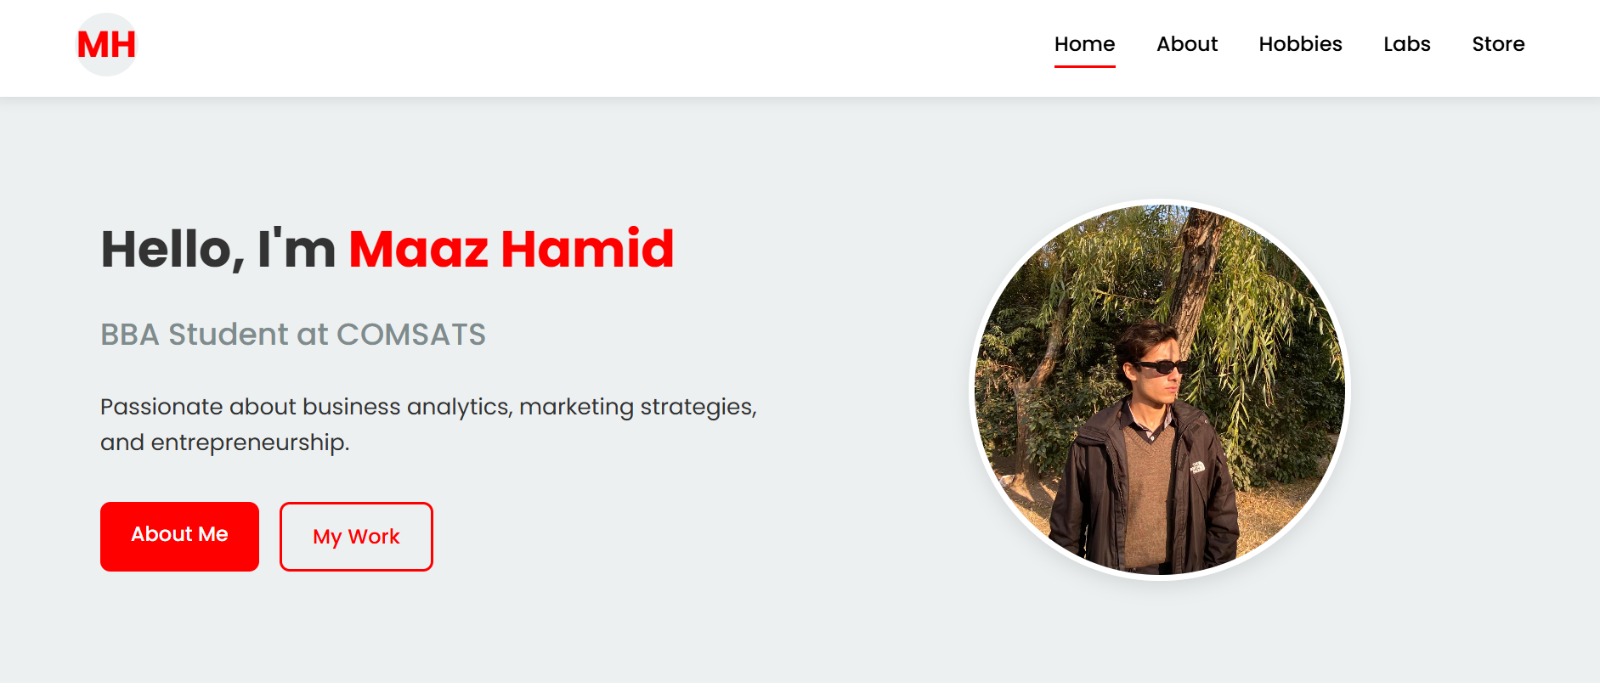 MH
Home About Hobbies Labs Store
Hello, I'm Maaz Hamid
BBA Student at COMSATS
Passionate about business analytics, marketing strategies,
and entrepreneurship.
About Me My Work